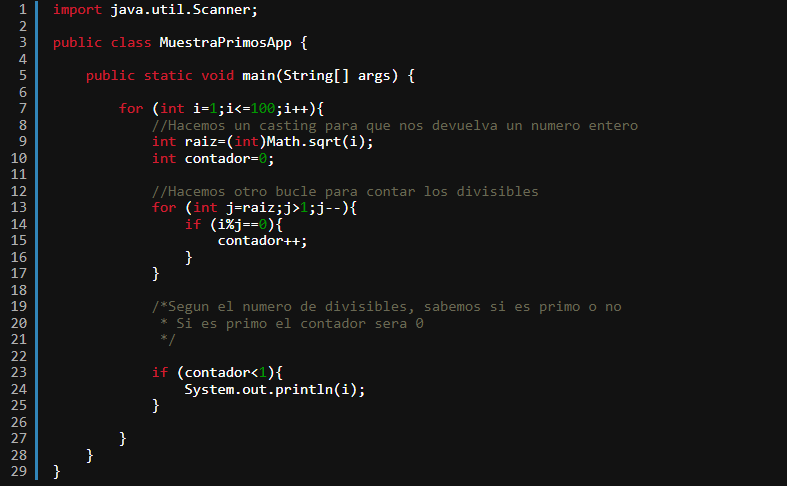 1 import java.util.Scanner;
2
3 public class MuestraPrimosApp {
4
5     public static void main(String[] args) {
6
7         for (int i=1;i<=100;i++){
8             //Hacemos un casting para que nos devuelva un numero entero
9             int raiz=(int)Math.sqrt(i);
10             int contador=0;
11
12             //Hacemos otro bucle para contar los divisibles
13             for (int j=raiz;j>1;j--){
14                 if (i%j==0){
15                     contador++;
16                 }
17             }
18
19             /*Segun el numero de divisibles, sabemos si es primo o no
20              * Si es primo el contador sera 0
21              */
22
23             if (contador<1){
24                 System.out.println(i);
25             }
26
27         }
28     }
29 }